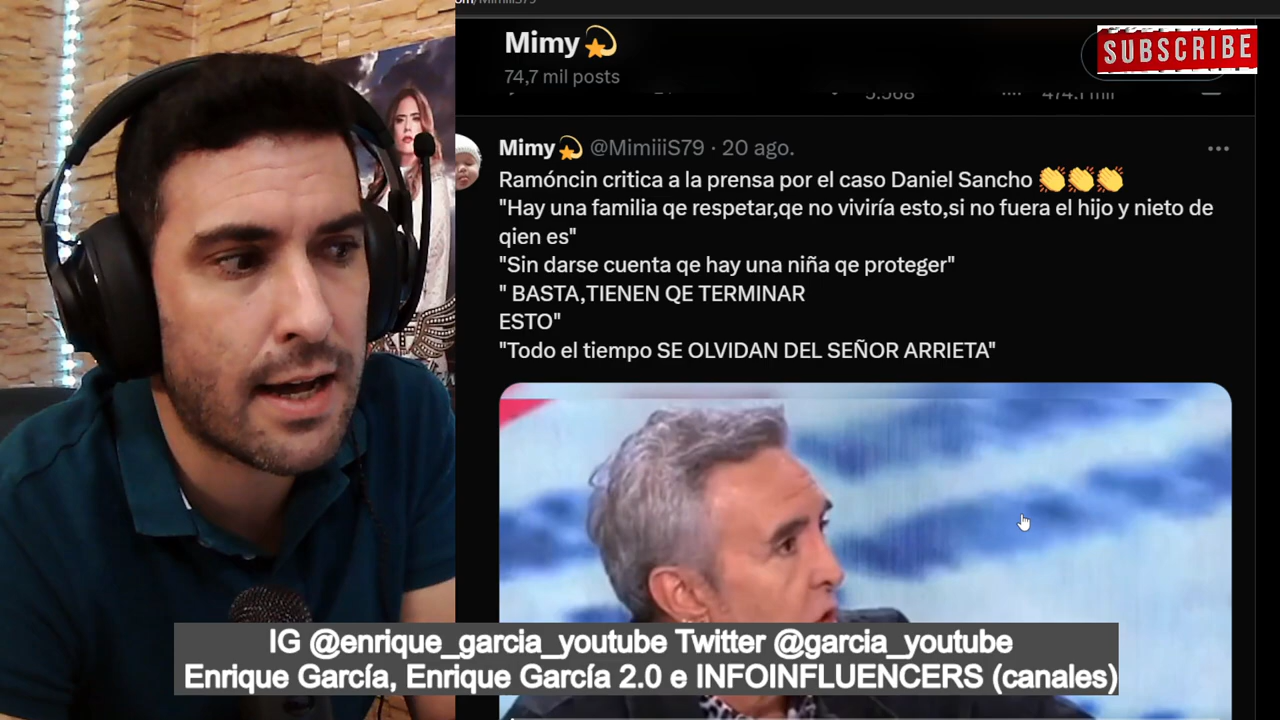 Mimy
74,7 mil posts
SUBSCRIBE
Mimy @MimiiiS79 · 20 ago.
Ramóncin critica a la prensa por el caso Daniel Sancho 👏👏👏
"Hay una familia qe respetar,qe no viviría esto,si no fuera el hijo y nieto de
qien es"
"Sin darse cuenta qe hay una niña qe proteger"
" BASTA,TIENEN QE TERMINAR
ESTO"
"Todo el tiempo SE OLVIDAN DEL SEÑOR ARRIETA"
IG @enrique_garcia_youtube Twitter @garcia_youtube
Enrique García, Enrique García 2.0 e INFOINFLUENCERS (canales)